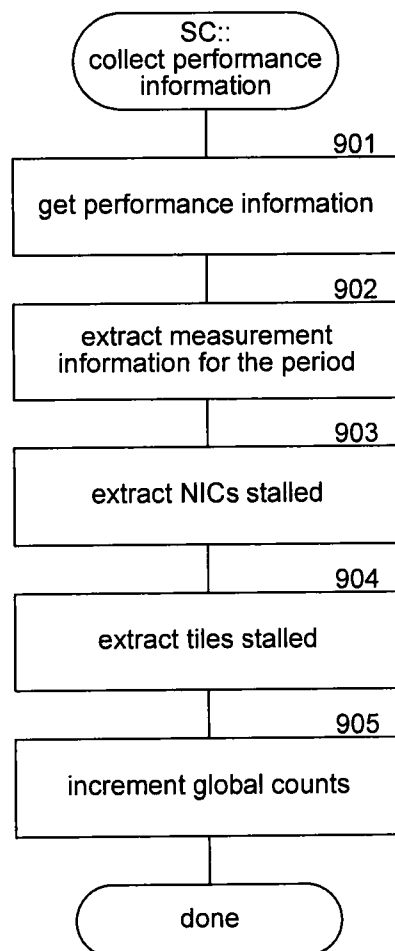 SC::
collect performance
information
901
get performance information
902
extract measurement
information for the period
903
extract NICs stalled
904
extract tiles stalled
905
increment global counts
done